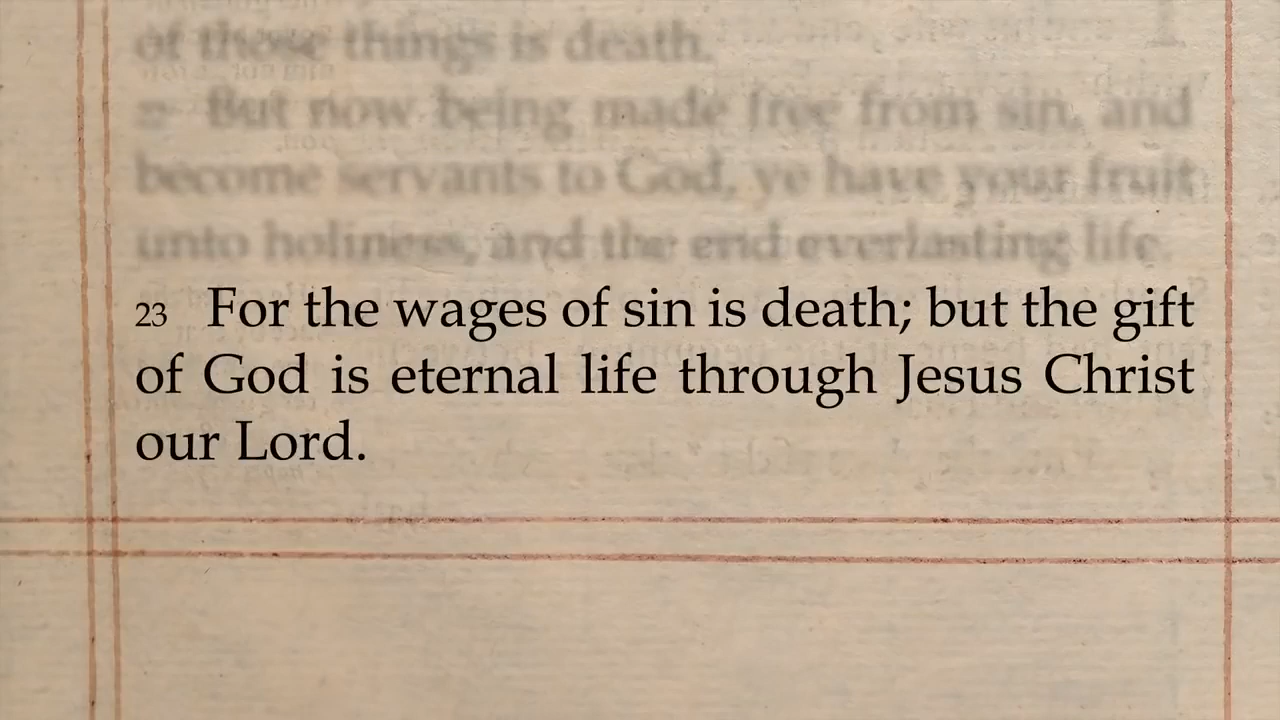 of those things is death.
22 But now being made free from sin, and
become servants to God, ye have your fruit
unto holiness, and the end everlasting life.
23 For the wages of sin is death; but the gift
of God is eternal life through Jesus Christ
our Lord.